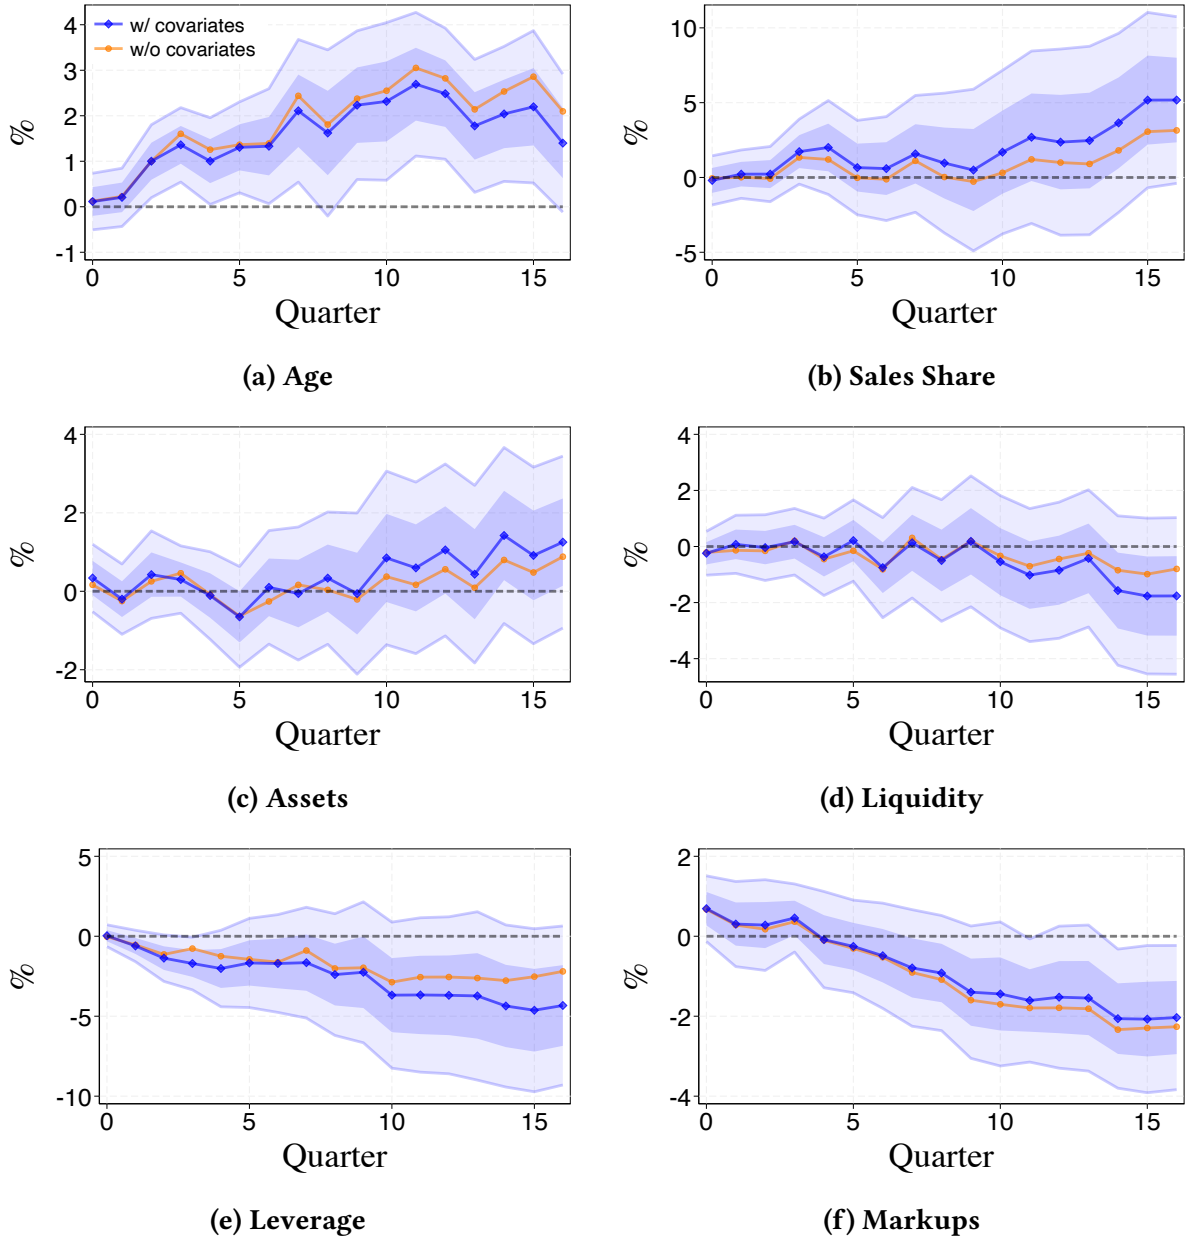 w/ covariates
w/o covariates
4
3
2
1
0
-1
%
0 5 10 15
Quarter
(a) Age
10
5
0
-5
%
0 5 10 15
Quarter
(b) Sales Share
4
2
0
-2
%
0 5 10 15
Quarter
(c) Assets
4
2
0
-2
-4
%
0 5 10 15
Quarter
(d) Liquidity
5
0
-5
-10
%
0 5 10 15
Quarter
(e) Leverage
2
0
-2
-4
%
0 5 10 15
Quarter
(f) Markups